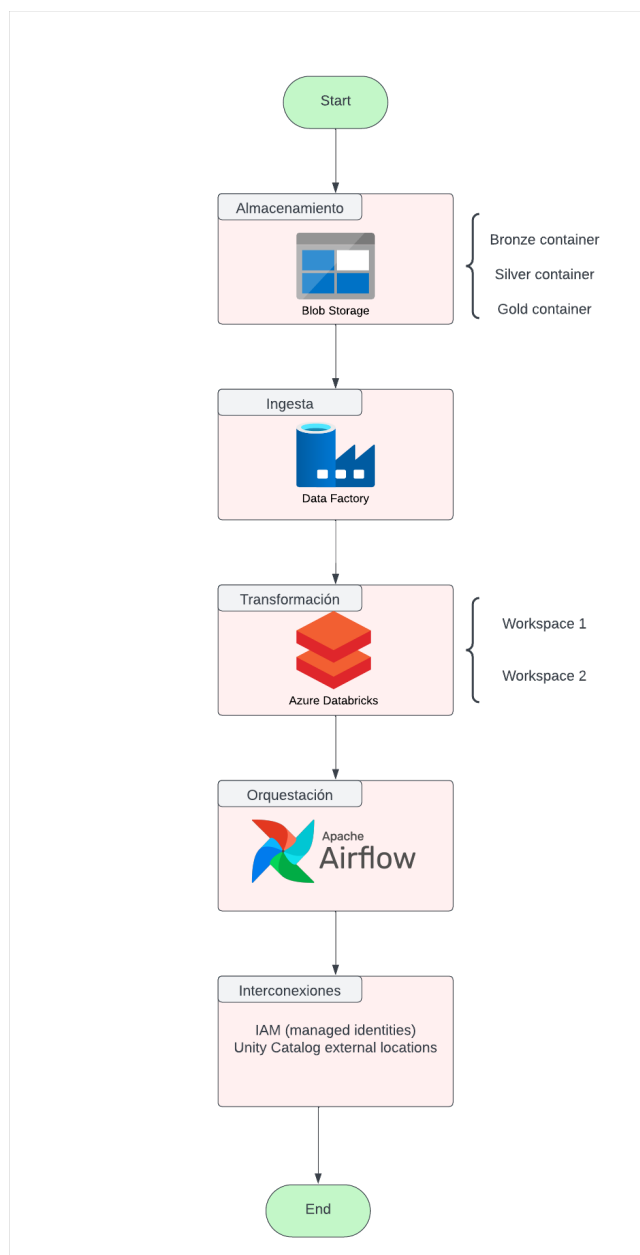 Start
Almacenamiento
Blob Storage
Bronze container
Silver container
Gold container
Ingesta
Data Factory
Transformación
Azure Databricks
Workspace 1
Workspace 2
Orquestación
Apache
Airflow
Interconexiones
IAM (managed identities)
Unity Catalog external locations
End